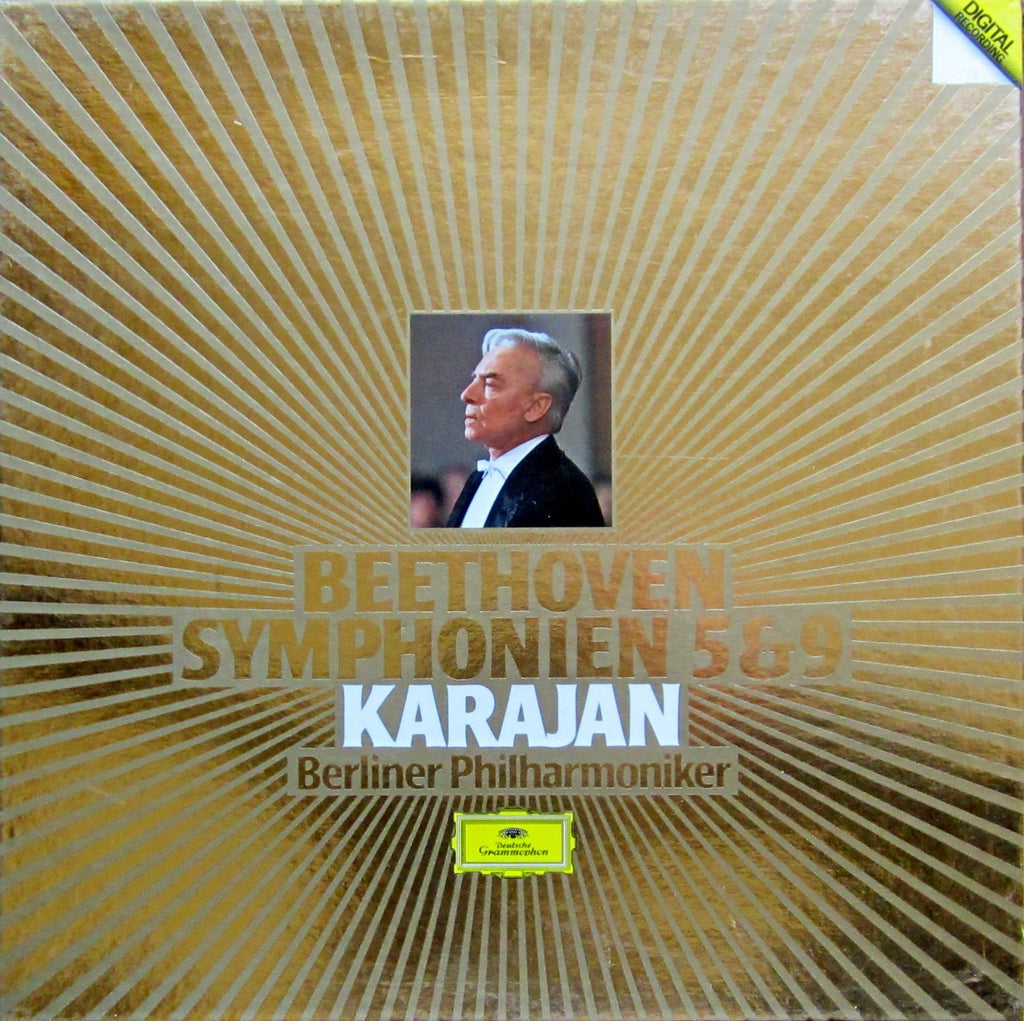 DIGITAL
RECORDING
BEETHOVEN
SYMPHONIEN 5&9
KARAJAN
Berliner Philharmoniker
Deutsche
Grammophon